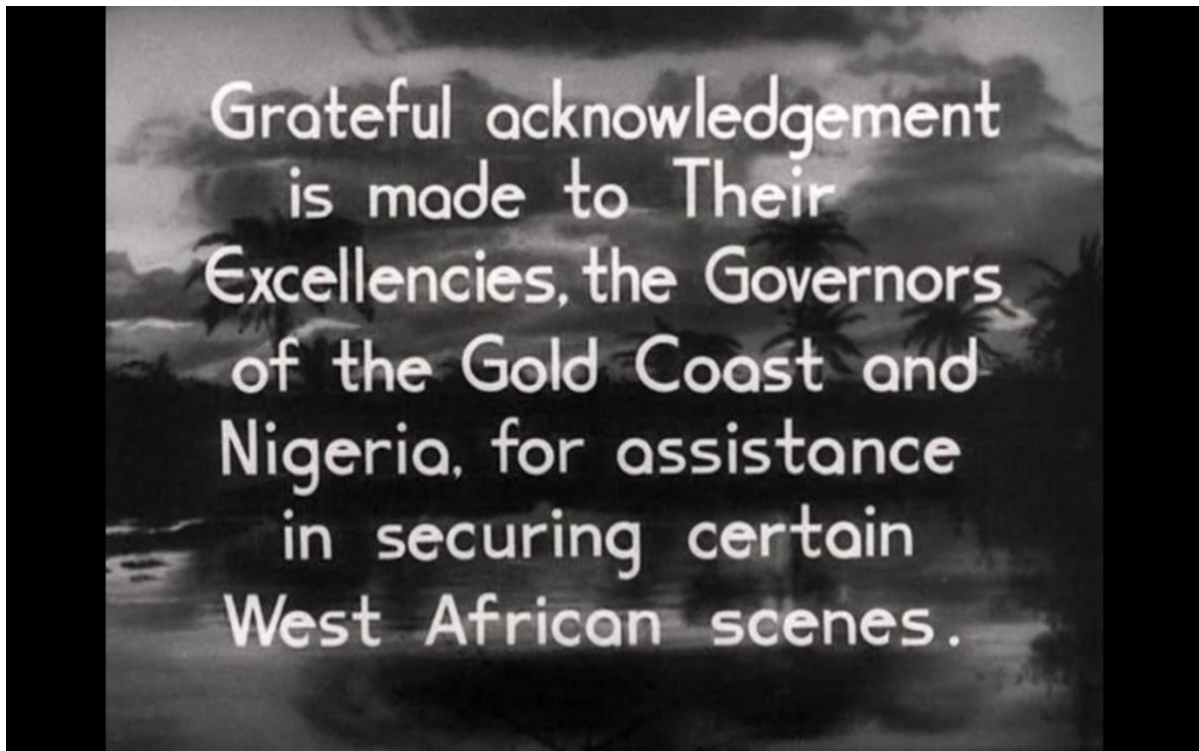 Grateful acknowledgement
is made to Their
Excellencies, the Governors
of the Gold Coast and
Nigeria, for assistance
in securing certain
West African scenes.